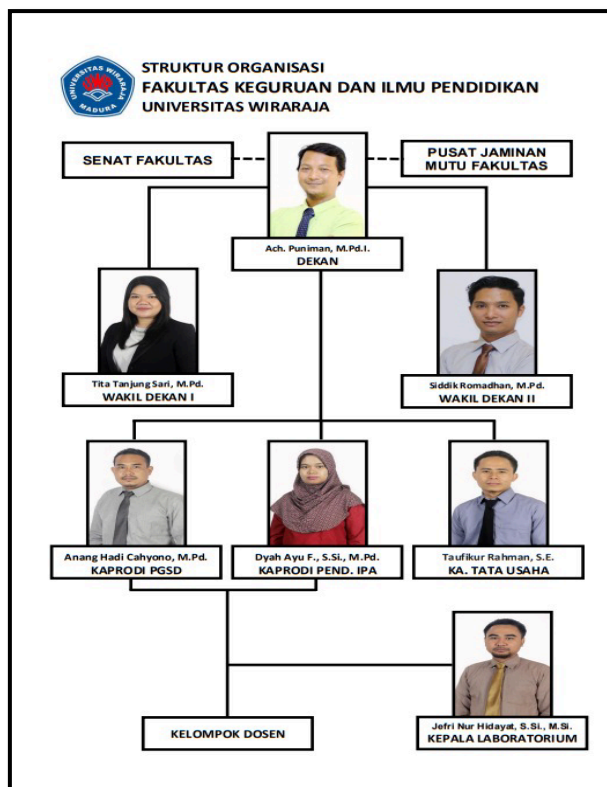 STRUKTUR ORGANISASI
FAKULTAS KEGURUAN DAN ILMU PENDIDIKAN
UNIVERSITAS WIRARAJA
UNIVERSITAS WIRARAJA
MADURA
SENAT FAKULTAS
PUSAT JAMINAN
MUTU FAKULTAS
Ach. Puniman, M.Pd.I.
DEKAN
Tita Tanjung Sari, M.Pd.
WAKIL DEKAN I
Siddik Romadhan, M.Pd.
WAKIL DEKAN II
Anang Hadi Cahyono, M.Pd.
KAPRODI PGSD
Dyah Ayu F., S.Si., M.Pd.
KAPRODI PEND. IPA
Taufikur Rahman, S.E.
KA. TATA USAHA
KELOMPOK DOSEN
Jefri Nur Hidayat, S.Si., M.Si.
KEPALA LABORATORIUM